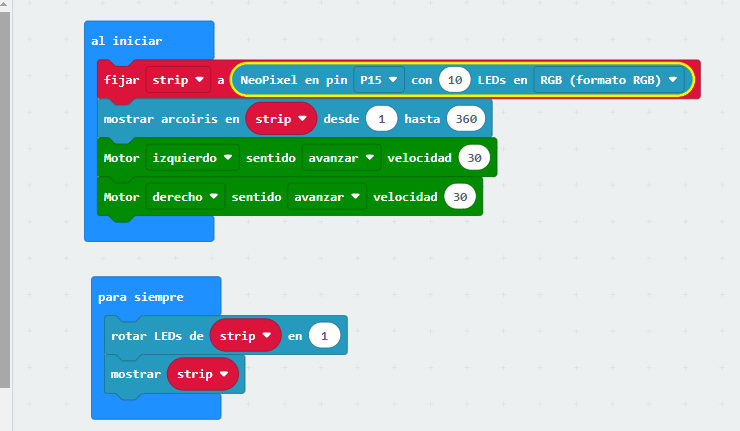 al iniciar
fijar strip a NeoPixel en pin P15 con 10 LEDs en RGB (formato RGB)
mostrar arcoiris en strip desde 1 hasta 360
Motor izquierdo sentido avanzar velocidad 30
Motor derecho sentido avanzar velocidad 30
para siempre
rotar LEDs de strip en 1
mostrar strip